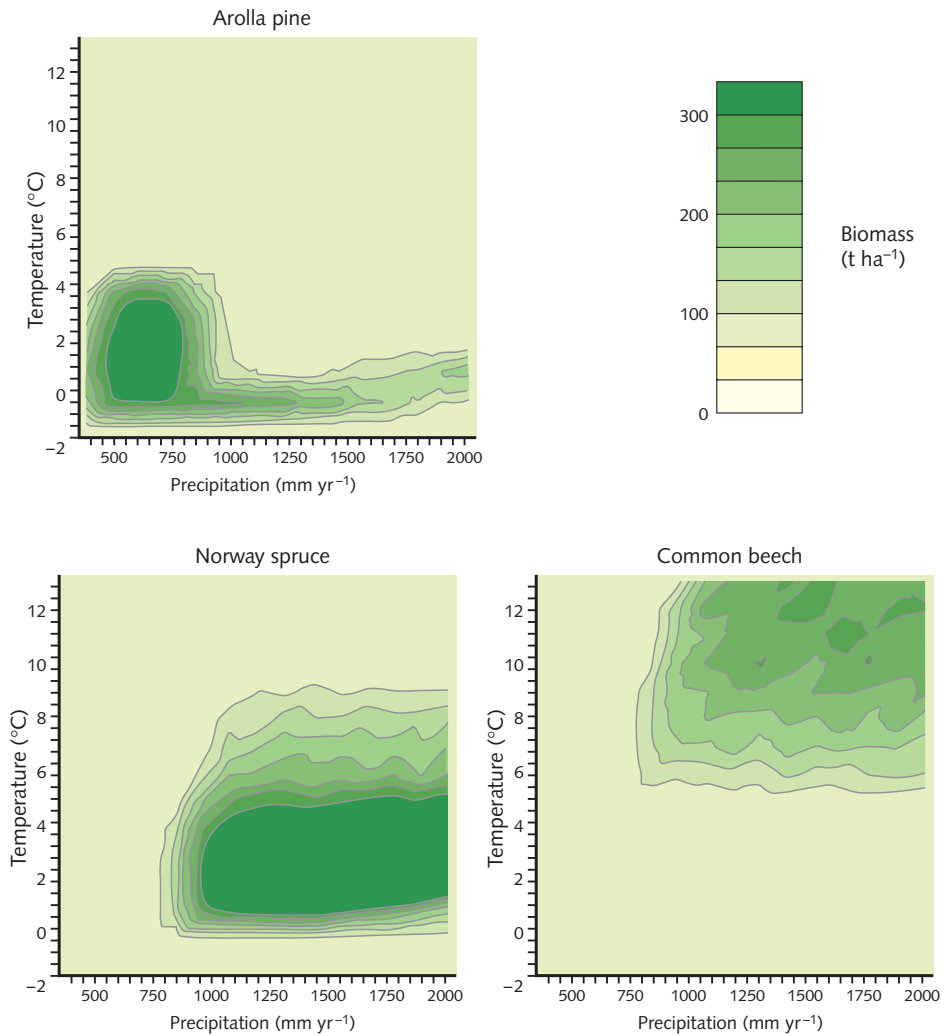 Arolla pine
Temperature (°C)
12
10
8
6
4
2
0
−2
500 750 1000 1250 1500 1750 2000
Precipitation (mm yr⁻¹)
300
200
100
0
Biomass
(t ha⁻¹)
Norway spruce
Temperature (°C)
12
10
8
6
4
2
0
−2
500 750 1000 1250 1500 1750 2000
Precipitation (mm yr⁻¹)
Common beech
Temperature (°C)
12
10
8
6
4
2
0
−2
500 750 1000 1250 1500 1750 2000
Precipitation (mm yr⁻¹)